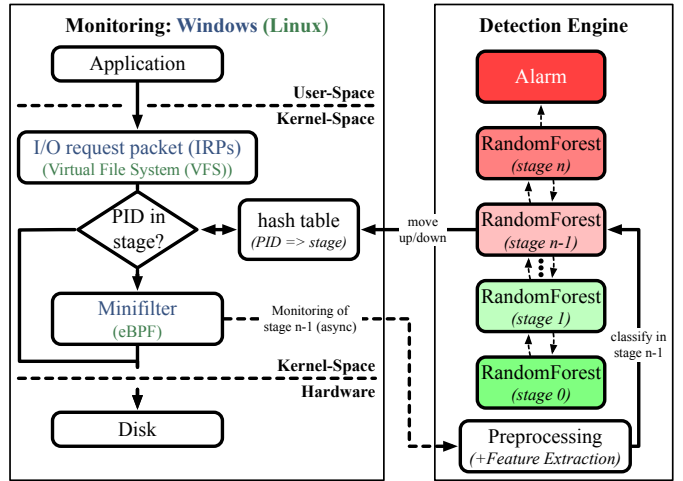 Monitoring: Windows (Linux)
Application
User-Space
Kernel-Space
I/O request packet (IRPs)
(Virtual File System (VFS))
PID in
stage?
hash table
(PID => stage)
Minifilter
(eBPF)
Monitoring of
stage n-1 (async)
Kernel-Space
Hardware
Disk
move
up/down
Detection Engine
Alarm
RandomForest
(stage n)
RandomForest
(stage n-1)
RandomForest
(stage 1)
RandomForest
(stage 0)
classify in
stage n-1
Preprocessing
(+Feature Extraction)